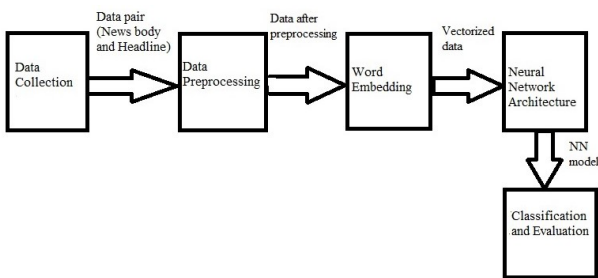 Data pair
(News body
and Headline)
Data after
preprocessing
Vectorized
data
Data
Collection
Data
Preprocessing
Word
Embedding
Neural
Network
Architecture
NN
model
Classification
and Evaluation